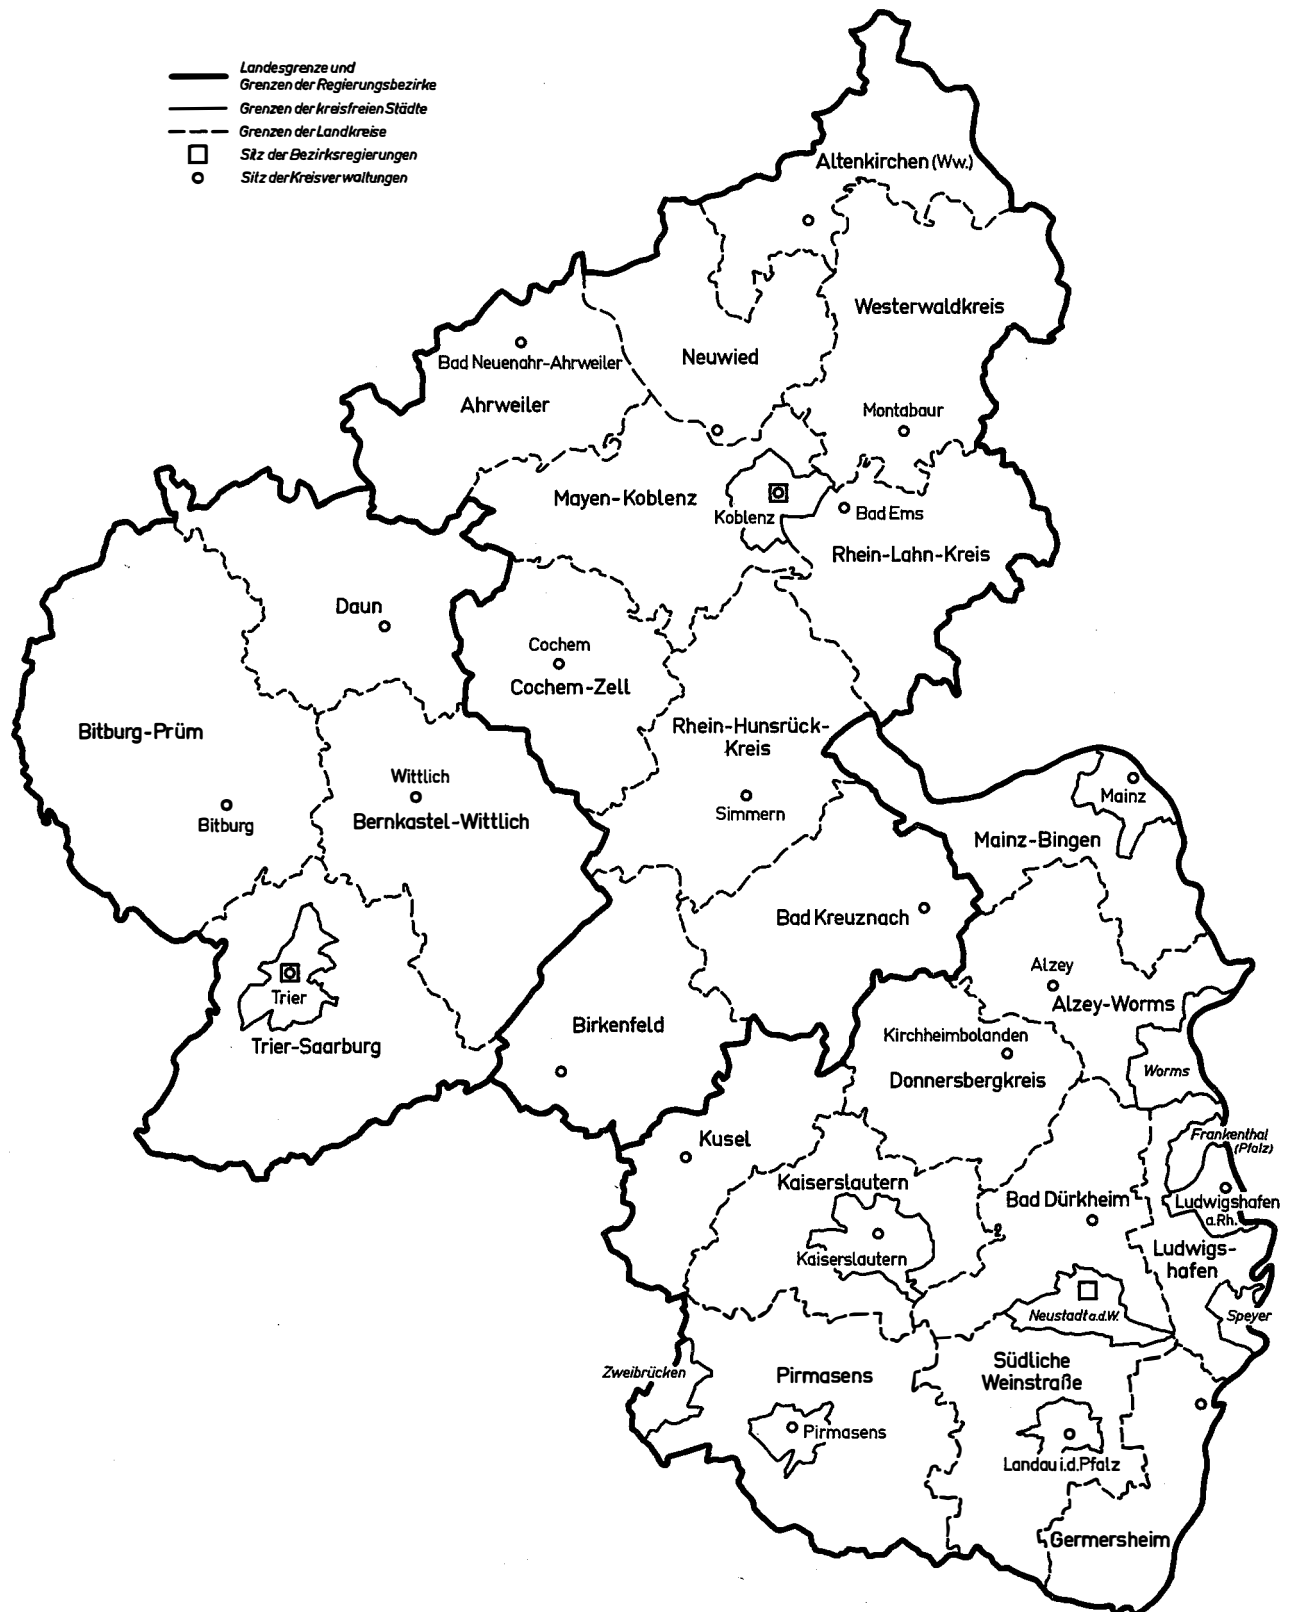 Landesgrenze und
Grenzen der Regierungsbezirke
Grenzen der kreisfreien Städte
Grenzen der Landkreise
Sitz der Bezirksregierungen
Sitz der Kreisverwaltungen
Altenkirchen (Ww.)
Westerwaldkreis
Neuwied
Bad Neuenahr-Ahrweiler
Ahrweiler
Montabaur
Mayen-Koblenz
Koblenz
Bad Ems
Rhein-Lahn-Kreis
Daun
Cochem
Cochem-Zell
Bitburg-Prüm
Rhein-Hunsrück-
Kreis
Wittlich
Bernkastel-Wittlich
Bitburg
Simmern
Mainz
Mainz-Bingen
Bad Kreuznach
Trier
Trier-Saarburg
Birkenfeld
Alzey
Alzey-Worms
Kirchheimbolanden
Donnersbergkreis
Worms
Kusel
Frankenthal
(Pfalz)
Kaiserslautern
Bad Dürkheim
Ludwigshafen
a.Rh.
Kaiserslautern
Ludwigs-
hafen
Neustadt a.d.W.
Speyer
Zweibrücken
Pirmasens
Südliche
Weinstraße
Pirmasens
Landau i.d.Pfalz
Germersheim